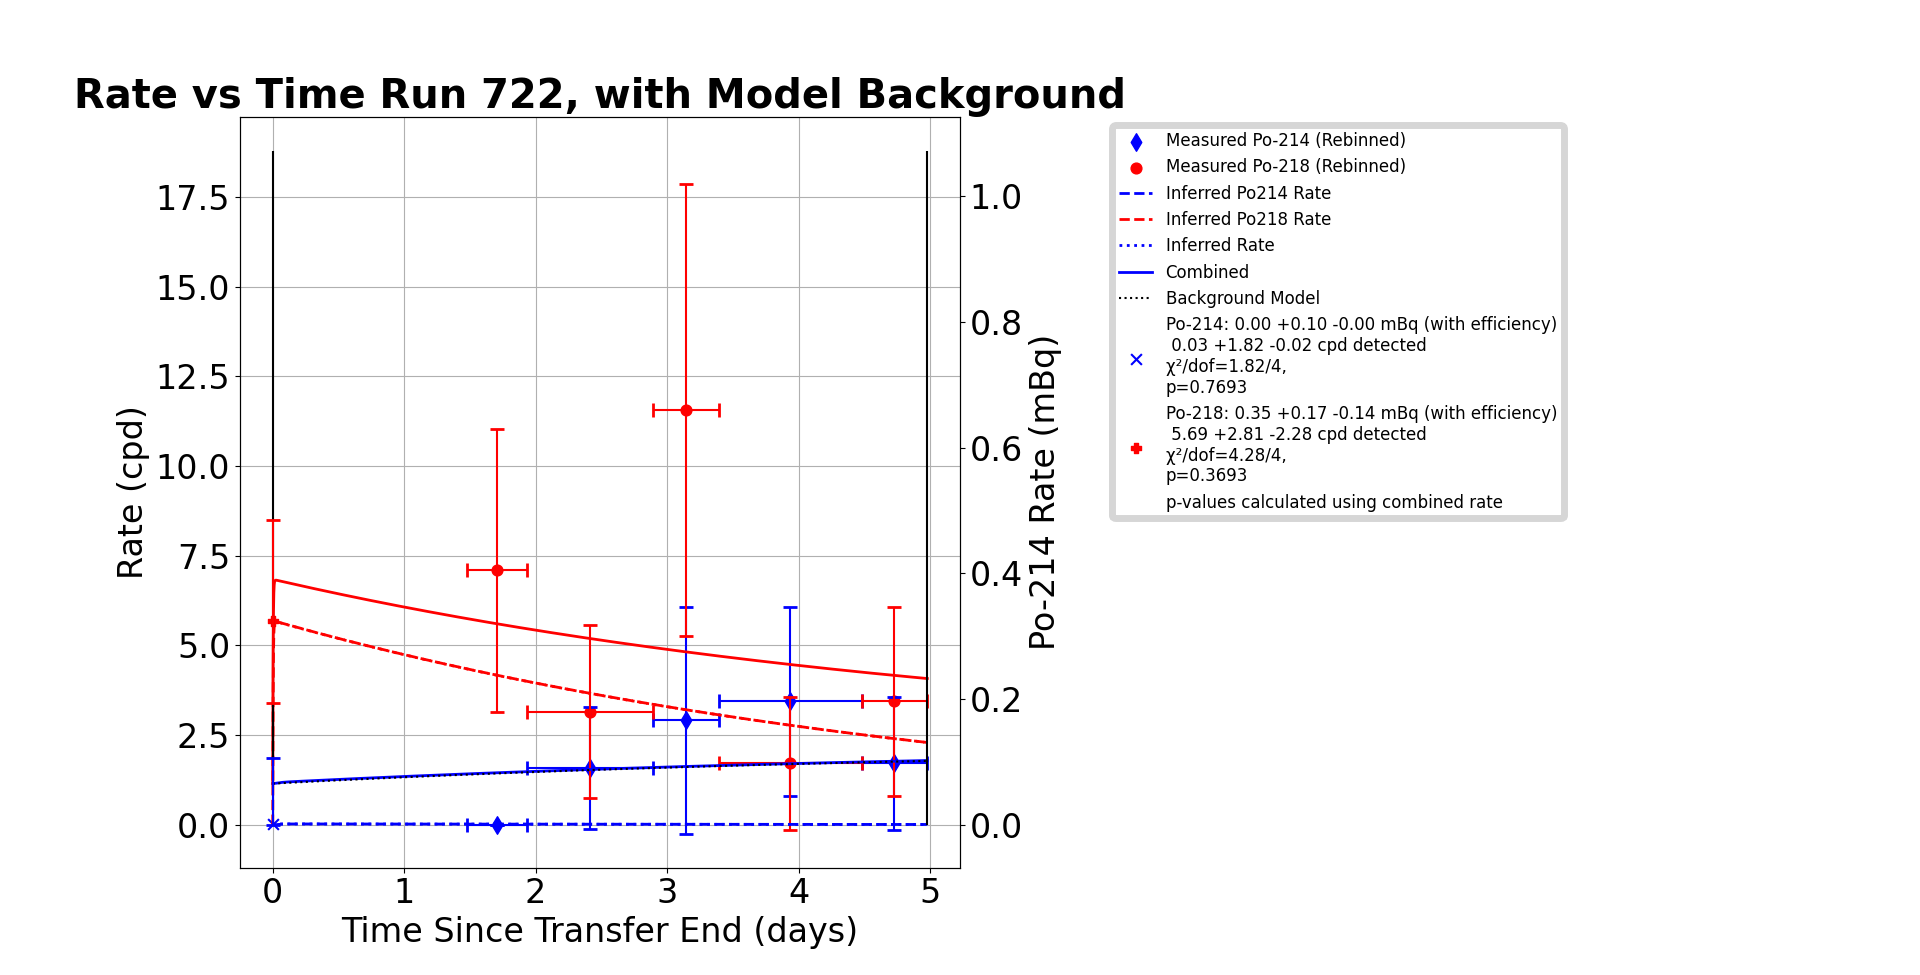 Rate vs Time Run 722, with Model Background
Rate (cpd)
17.5
15.0
12.5
10.0
7.5
5.0
2.5
0.0
0 1 2 3 4 5
Time Since Transfer End (days)
1.0
0.8
0.6
0.4
0.2
0.0
Po-214 Rate (mBq)
Measured Po-214 (Rebinned)
Measured Po-218 (Rebinned)
Inferred Po214 Rate
Inferred Po218 Rate
Inferred Rate
Combined
Background Model
Po-214: 0.00 +0.10 -0.00 mBq (with efficiency)
0.03 +1.82 -0.02 cpd detected
χ²/dof=1.82/4,
p=0.7693
Po-218: 0.35 +0.17 -0.14 mBq (with efficiency)
5.69 +2.81 -2.28 cpd detected
χ²/dof=4.28/4,
p=0.3693
p-values calculated using combined rate